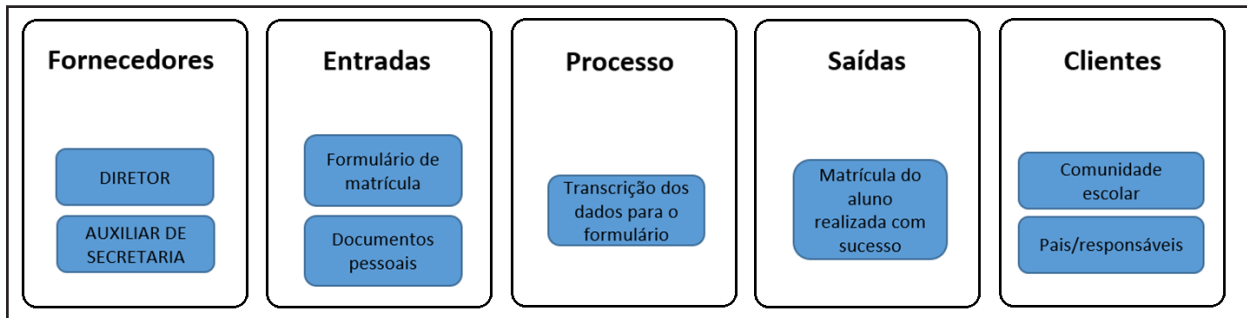 Fornecedores
DIRETOR
AUXILIAR DE
SECRETARIA
Entradas
Formulário de
matrícula
Documentos
pessoais
Processo
Transcrição dos
dados para o
formulário
Saídas
Matrícula do
aluno
realizada com
sucesso
Clientes
Comunidade
escolar
Pais/responsáveis